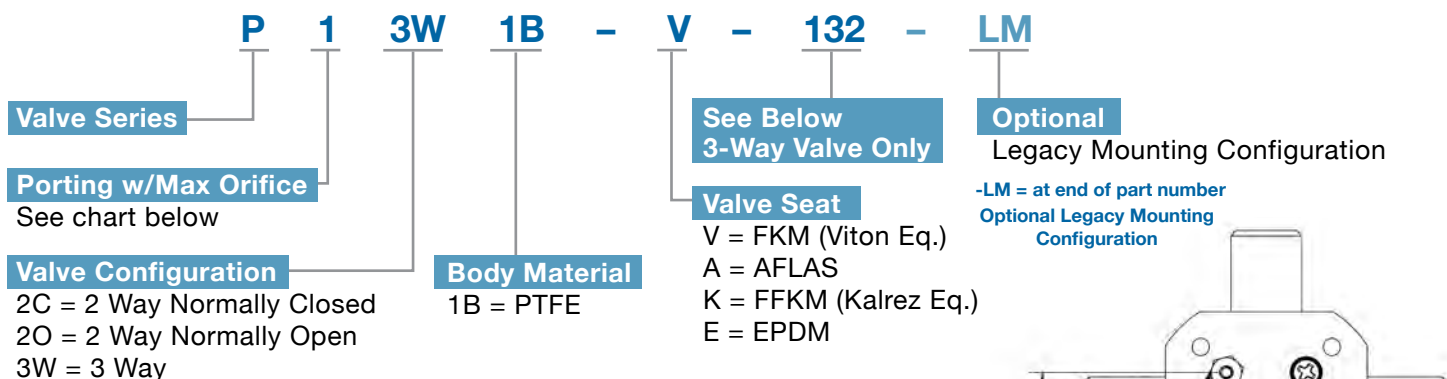 P 1 3W 1B – V – 132 – LM
Valve Series
Porting w/Max Orifice
See chart below
Valve Configuration
2C = 2 Way Normally Closed
2O = 2 Way Normally Open
3W = 3 Way
Body Material
1B = PTFE
See Below
3-Way Valve Only
Valve Seat
V = FKM (Viton Eq.)
A = AFLAS
K = FFKM (Kalrez Eq.)
E = EPDM
Optional
Legacy Mounting Configuration
-LM = at end of part number
Optional Legacy Mounting
Configuration